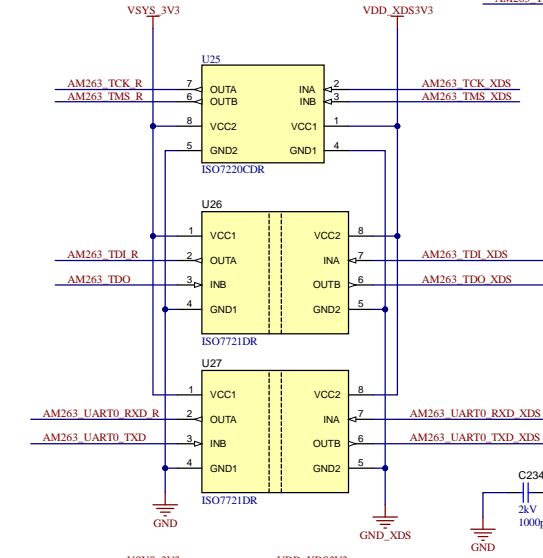 VSYS_3V3 VDD_XDS3V3
U25
AM263_TCK_R 7 OUTA INA 2 AM263_TCK_XDS
AM263_TMS_R 6 OUTB INB 3 AM263_TMS_XDS
8 VCC2 VCC1 1
5 GND2 GND1 4
ISO7220CDR
U26
1 VCC1 VCC2 8
AM263_TDI_R 2 OUTA INA 7 AM263_TDI_XDS
AM263_TDO 3 INB OUTB 6 AM263_TDO_XDS
4 GND1 GND2 5
ISO7721DR
U27
1 VCC1 VCC2 8
AM263_UART0_RXD_R 2 OUTA INA 7 AM263_UART0_RXD_XDS
AM263_UART0_TXD 3 INB OUTB 6 AM263_UART0_TXD_XDS
4 GND1 GND2 5
ISO7721DR
C234
2kV
1000p
GND GND_XDS GND
VSYS_3V3 VDD_XDS3V3